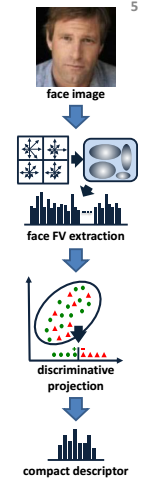 5
face image
face FV extraction
discriminative
projection
compact descriptor